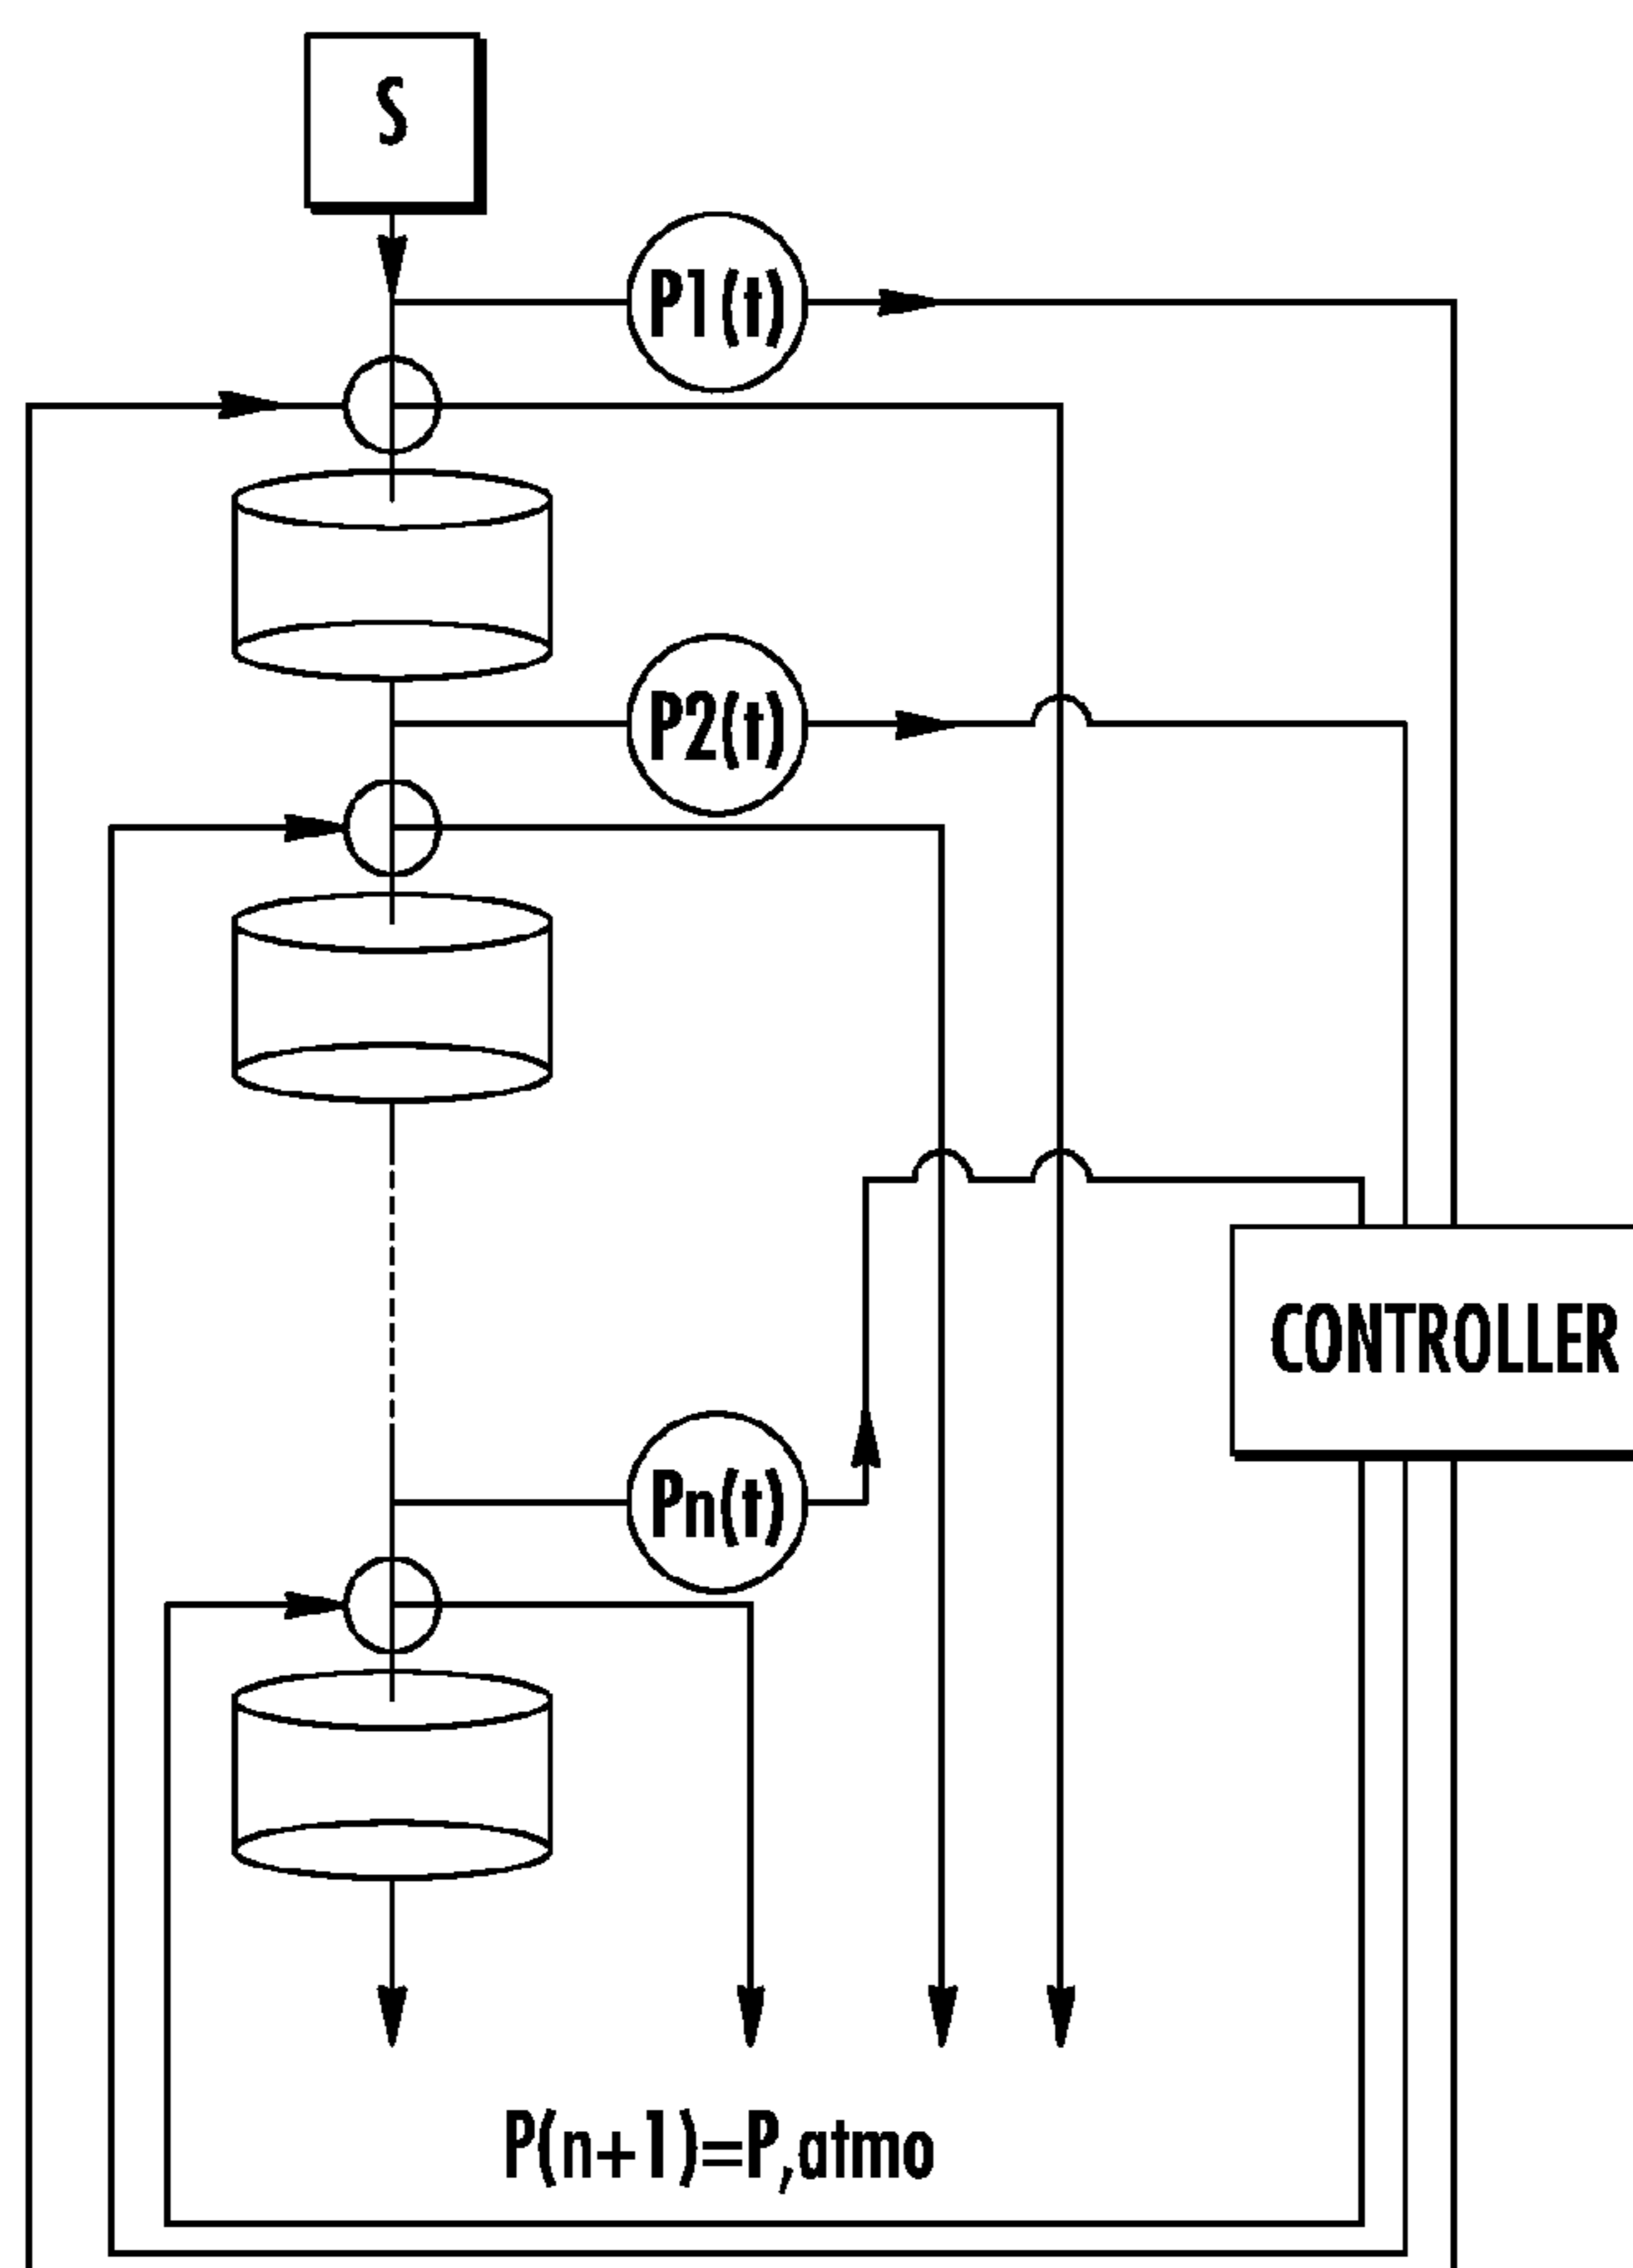 S
P1(t)
P2(t)
CONTROLLER
Pn(t)
P(n+1)=P,atmo